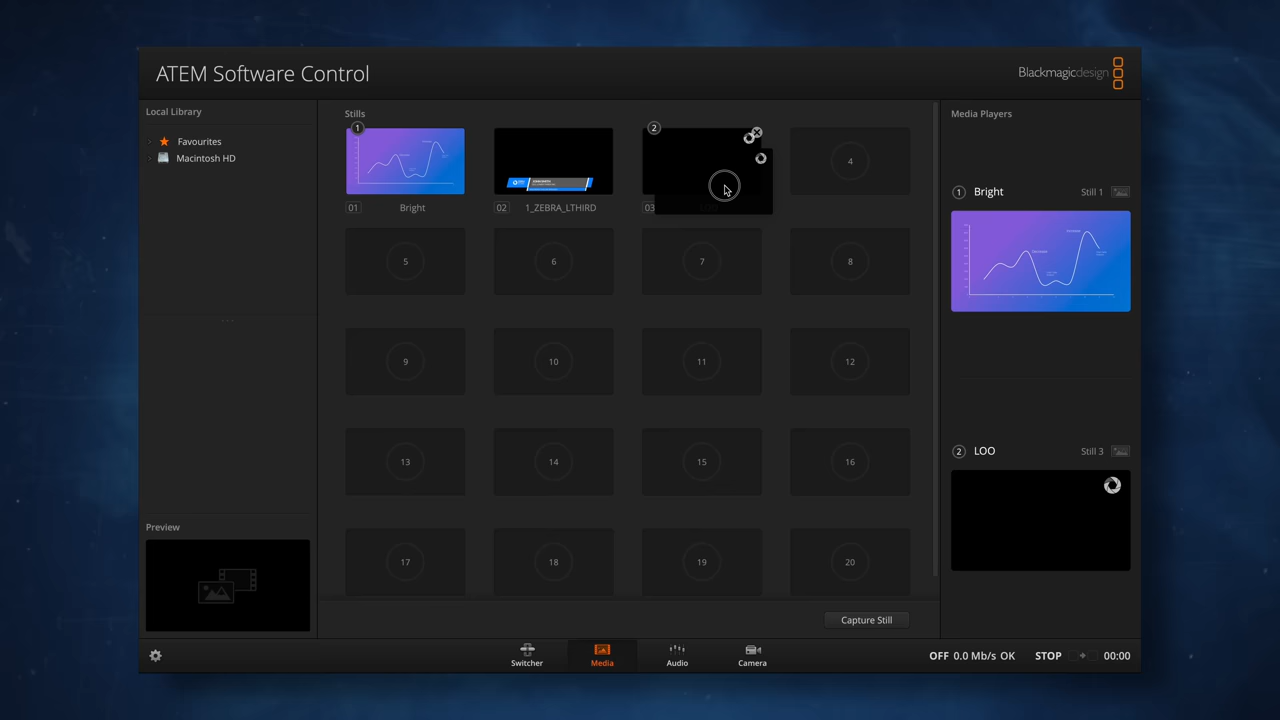 ATEM Software Control
Blackmagicdesign
Local Library
Favourites
Macintosh HD
Stills
1
2
4
01 Bright
02 1_ZEBRA_LTHIRD
03
5 6 7 8
9 10 11 12
13 14 15 16
17 18 19 20
Capture Still
Preview
Media Players
1 Bright Still 1
2 LOO Still 3
Switcher
Media
Audio
Camera
OFF 0.0 Mb/s OK STOP 00:00